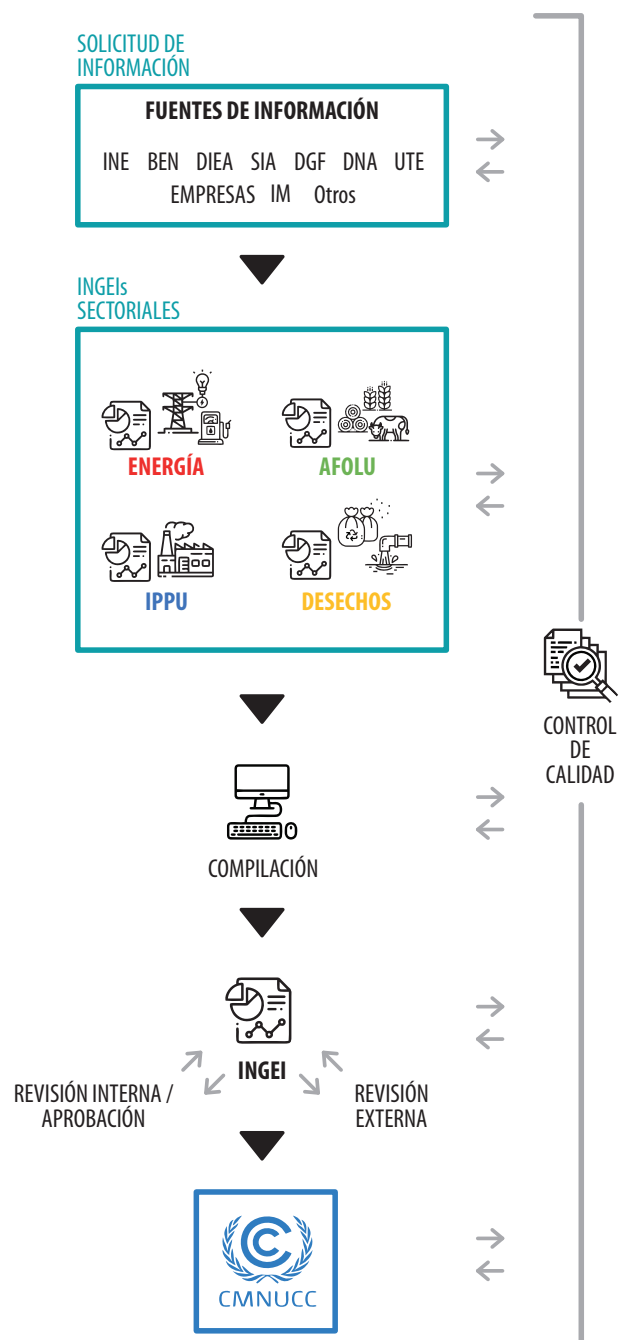 SOLICITUD DE
INFORMACIÓN
FUENTES DE INFORMACIÓN
INE BEN DIEA SIA DGF DNA UTE
EMPRESAS IM Otros
INGEIs
SECTORIALES
ENERGÍA
AFOLU
IPPU
DESECHOS
CONTROL
DE
CALIDAD
COMPILACIÓN
INGEI
REVISIÓN INTERNA /
APROBACIÓN
REVISIÓN
EXTERNA
CMNUCC